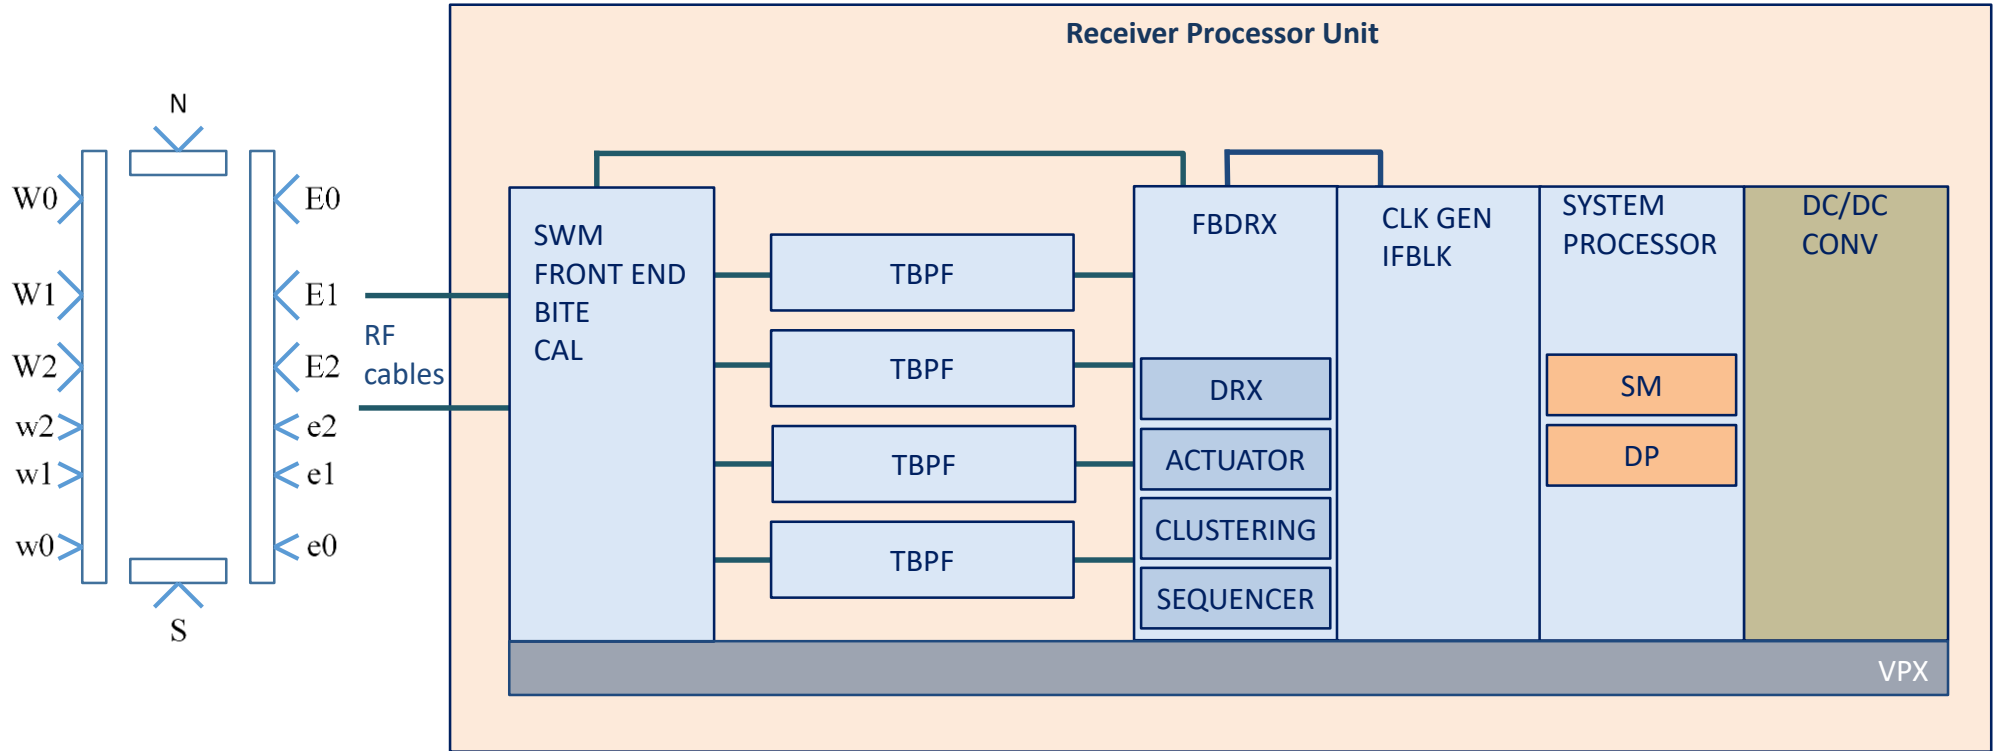 Receiver Processor Unit
N
W0
E0
W1
E1
W2
E2
w2
e2
w1
e1
w0
e0
S
RF
cables
SWM
FRONT END
BITE
CAL
TBPF
TBPF
TBPF
TBPF
FBDRX
DRX
ACTUATOR
CLUSTERING
SEQUENCER
CLK GEN
IFBLK
SYSTEM
PROCESSOR
SM
DP
DC/DC
CONV
VPX